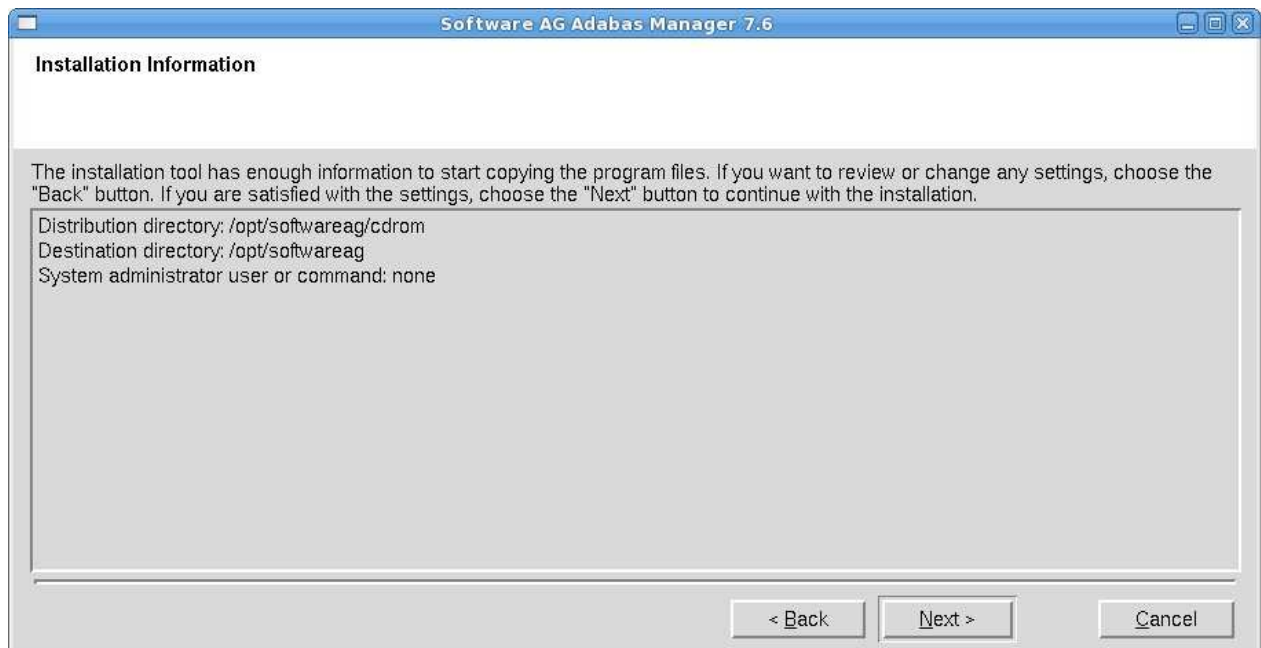 Software AG Adabas Manager 7.6
Installation Information
The installation tool has enough information to start copying the program files. If you want to review or change any settings, choose the
"Back" button. If you are satisfied with the settings, choose the "Next" button to continue with the installation.
Distribution directory: /opt/softwareag/cdrom
Destination directory: /opt/softwareag
System administrator user or command: none
< Back
Next >
Cancel